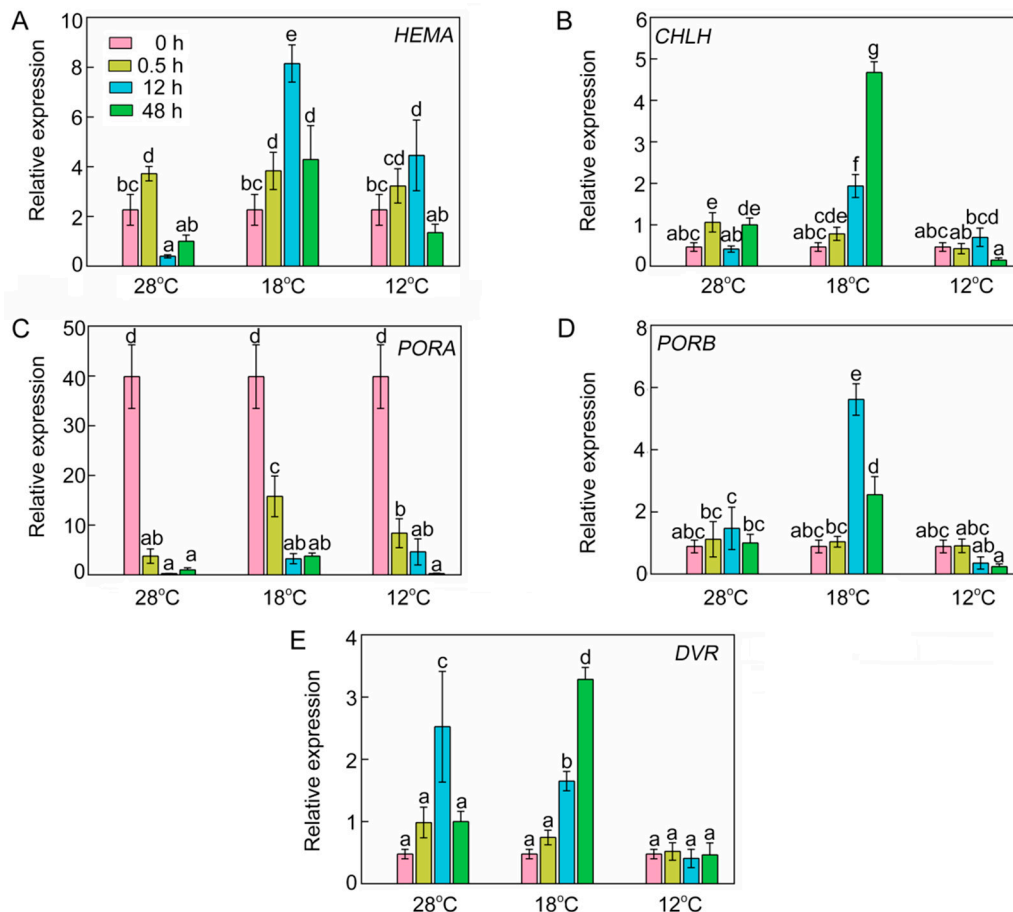 A
HEMA
0 h
0.5 h
12 h
48 h
Relative expression
10
8
6
4
2
0
bc
d
a
ab
bc
d
e
d
bc
cd
d
ab
28°C
18°C
12°C
B
CHLH
Relative expression
6
5
4
3
2
1
0
abc
e
ab
de
abc
cde
f
g
abc
ab
bcd
a
28°C
18°C
12°C
C
PORA
Relative expression
50
40
30
20
10
0
d
a
a
a
d
c
ab
ab
d
b
ab
a
28°C
18°C
12°C
D
PORB
Relative expression
8
6
4
2
0
abc
bc
c
bc
abc
bc
e
d
abc
abc
ab
a
28°C
18°C
12°C
E
DVR
Relative expression
4
3
2
1
0
a
a
c
a
a
a
b
d
a
a
a
a
28°C
18°C
12°C